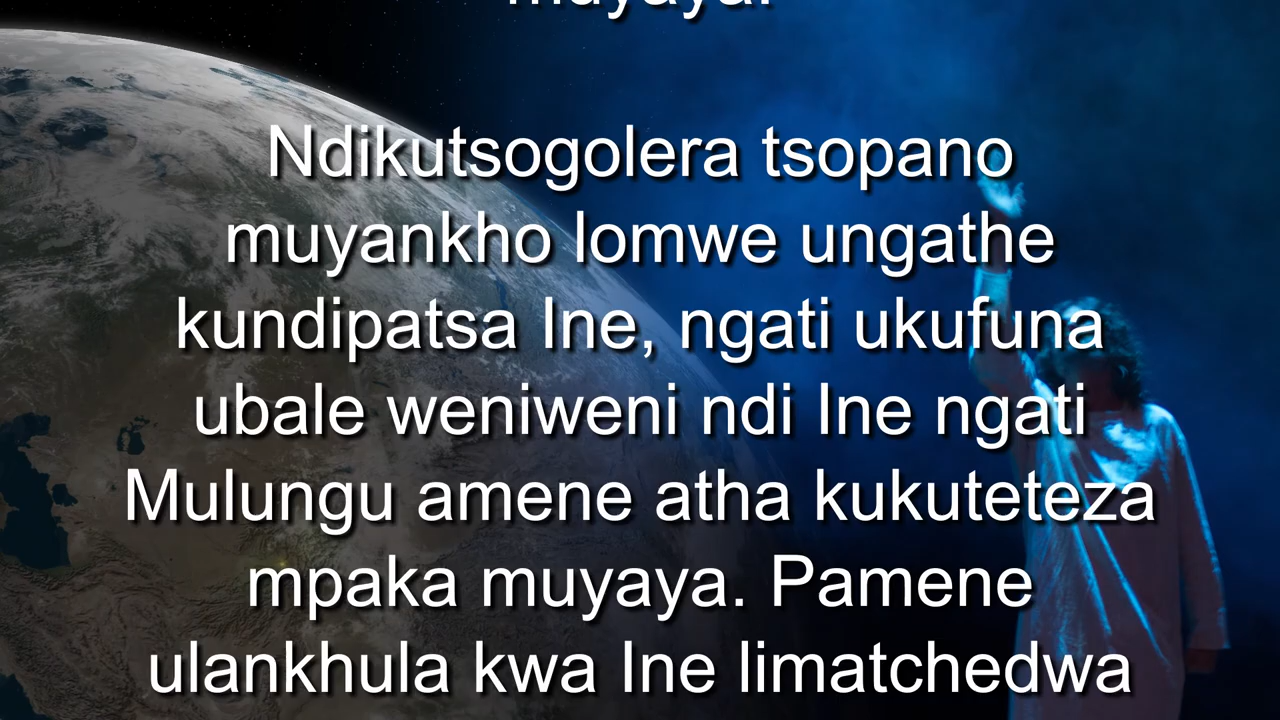 muyaya.
Ndikutsogolera tsopano
muyankho lomwe ungathe
kundipatsa Ine, ngati ukufuna
ubale weniweni ndi Ine ngati
Mulungu amene atha kukuteteza
mpaka muyaya. Pamene
ulankhula kwa Ine limatchedwa